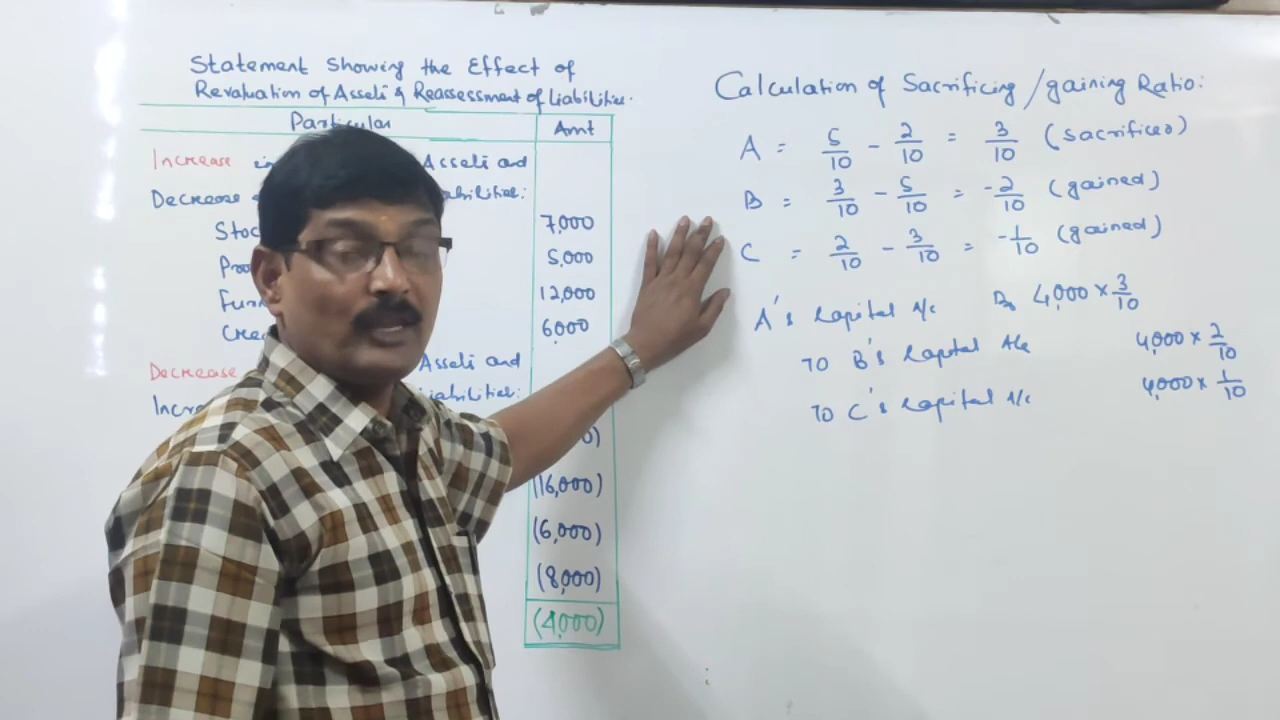 Statement Showing the Effect of
Revaluation of Assets & Reassessment of Liabilities.
Particular
Amt
Increase in Assets and
Decrease
7,000
5,000
12,000
6,000
Assets and
Decrease
(16,000)
(6,000)
(8,000)
(4,000)
Calculation of Sacrificing / gaining Ratio:
A = 5/10 - 2/10 = 3/10 (sacrificed)
B = 3/10 - 5/10 = -2/10 (gained)
C = 2/10 - 3/10 = -1/10 (gained)
A's Capital A/c Dr 4,000 × 3/10
TO B's Capital A/c 4,000 × 2/10
TO C's Capital A/c 4,000 × 1/10